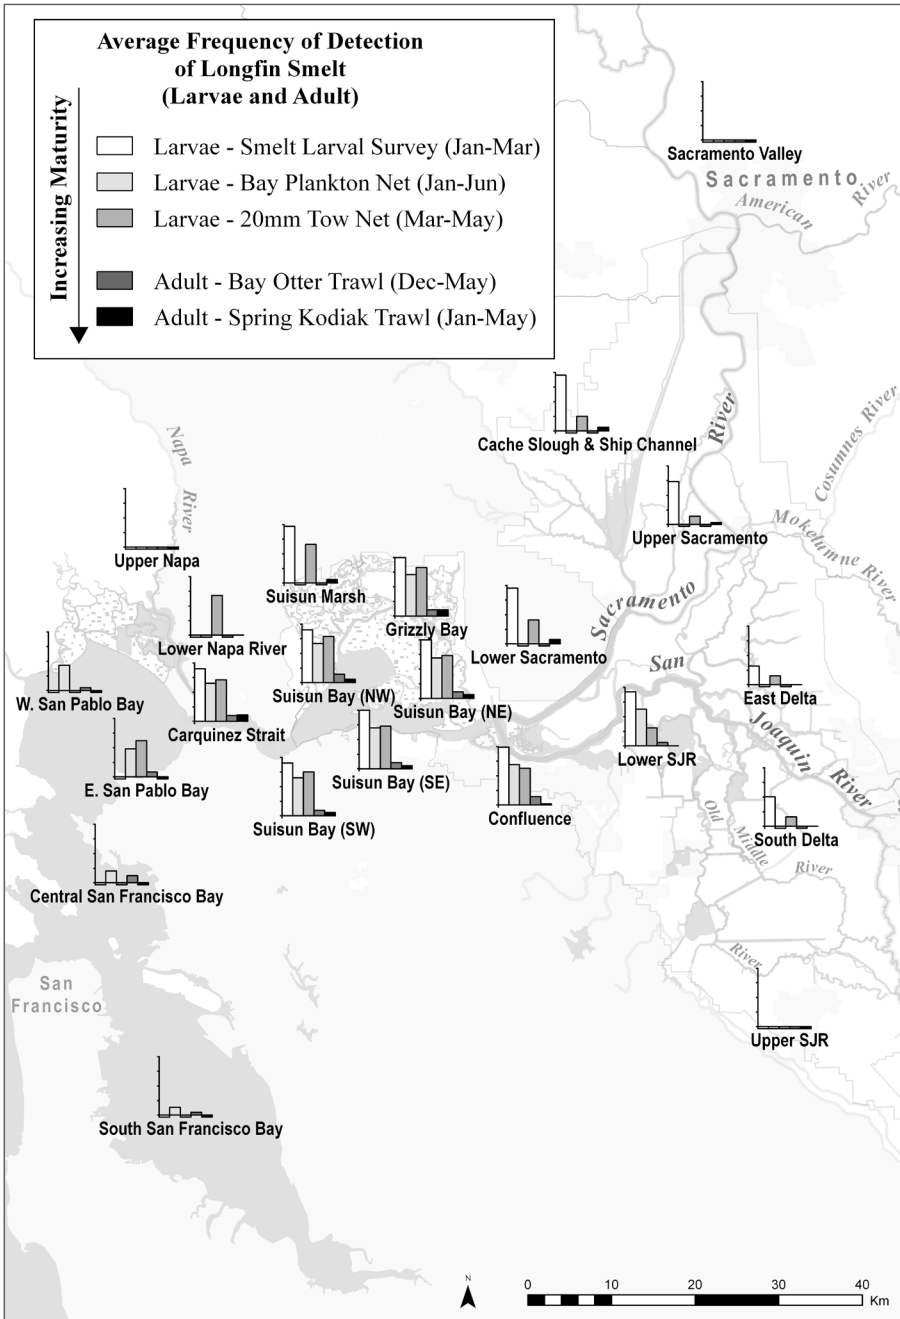 Average Frequency of Detection
of Longfin Smelt
(Larvae and Adult)
Increasing Maturity
Larvae - Smelt Larval Survey (Jan-Mar)
Larvae - Bay Plankton Net (Jan-Jun)
Larvae - 20mm Tow Net (Mar-May)
Adult - Bay Otter Trawl (Dec-May)
Adult - Spring Kodiak Trawl (Jan-May)
Sacramento Valley
Sacramento
American
River
Cache Slough & Ship Channel
River
Cosumnes River
Napa
River
Upper Sacramento
Mokelumne River
Upper Napa
Suisun Marsh
Sacramento
Grizzly Bay
Lower Napa River
Lower Sacramento
San
W. San Pablo Bay
Suisun Bay (NW)
Suisun Bay (NE)
East Delta
Carquinez Strait
Joaquin
River
Lower SJR
E. San Pablo Bay
Suisun Bay (SE)
Suisun Bay (SW)
Confluence
Old
Middle
River
South Delta
Central San Francisco Bay
River
San
Francisco
Upper SJR
South San Francisco Bay
N
0 10 20 30 40
Km